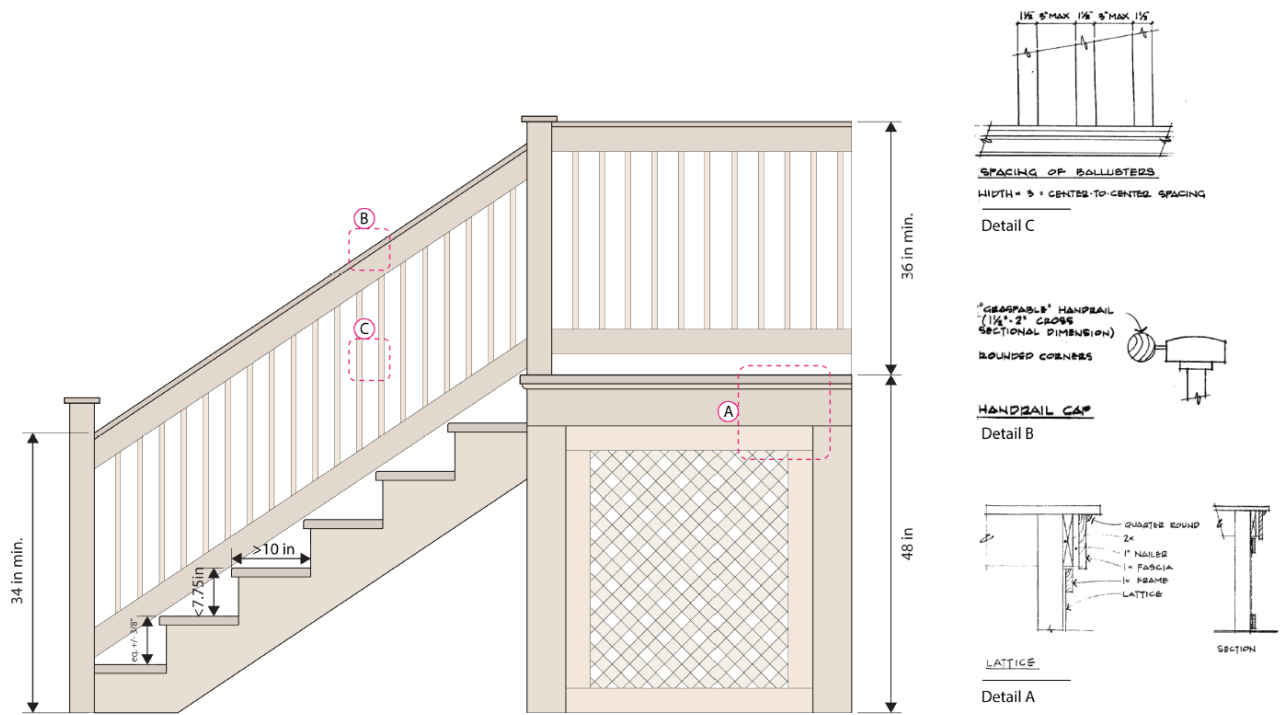 B
C
A
34 in min.
eq. +/- 3/8"
<7.75in
>10 in
36 in min.
48 in
1½" 3"MAX 1½" 3"MAX 1½"
SPACING OF BALLUSTERS
WIDTH × 3 = CENTER-TO-CENTER SPACING
Detail C
"GRASPABLE" HANDRAIL
(1½"-2" CROSS
SECTIONAL DIMENSION)
ROUNDED CORNERS
HANDRAIL CAP
Detail B
QUARTER ROUND
2×
1" NAILER
1× FASCIA
1× FRAME
LATTICE
SECTION
LATTICE
Detail A